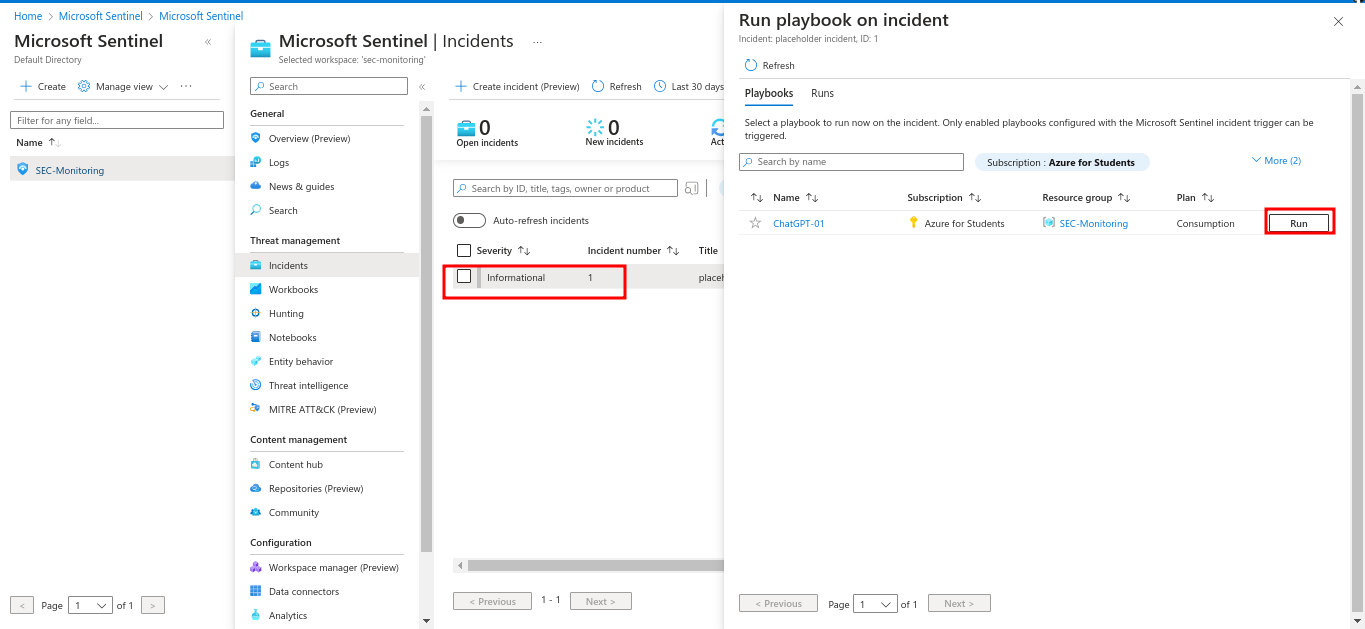 Home > Microsoft Sentinel > Microsoft Sentinel
Microsoft Sentinel
«
Default Directory
Create
Manage view
...
Filter for any field...
Name
SEC-Monitoring
< Page 1 of 1 >
Microsoft Sentinel | Incidents
...
Selected workspace: 'sec-monitoring'
Search
«
General
Overview (Preview)
Logs
News & guides
Search
Threat management
Incidents
Workbooks
Hunting
Notebooks
Entity behavior
Threat intelligence
MITRE ATT&CK (Preview)
Content management
Content hub
Repositories (Preview)
Community
Configuration
Workspace manager (Preview)
Data connectors
Analytics
Create incident (Preview) Refresh Last 30 days
0 0
Open incidents New incidents Act
Search by ID, title, tags, owner or product
Auto-refresh incidents
Severity Incident number Title
Informational 1 placeh
< Previous 1 - 1 Next >
Run playbook on incident
Incident: placeholder incident, ID: 1
Refresh
Playbooks Runs
Select a playbook to run now on the incident. Only enabled playbooks configured with the Microsoft Sentinel incident trigger can be
triggered.
Search by name Subscription : Azure for Students More (2)
Name Subscription Resource group Plan
ChatGPT-01 Azure for Students SEC-Monitoring Consumption Run
< Previous Page 1 of 1 Next >